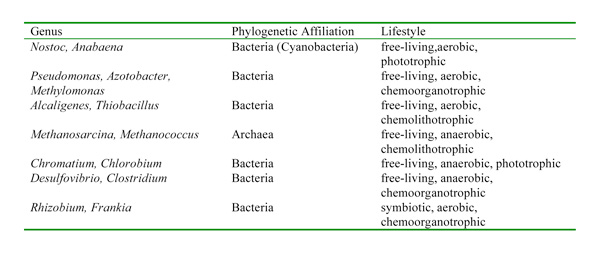 Genus Phylogenetic Affiliation Lifestyle
Nostoc, Anabaena Bacteria (Cyanobacteria) free-living,aerobic,
phototrophic
Pseudomonas, Azotobacter, Bacteria free-living, aerobic,
Methylomonas chemoorganotrophic
Alcaligenes, Thiobacillus Bacteria free-living, aerobic,
chemolithotrophic
Methanosarcina, Methanococcus Archaea free-living, anaerobic,
chemolithotrophic
Chromatium, Chlorobium Bacteria free-living, anaerobic, phototrophic
Desulfovibrio, Clostridium Bacteria free-living, anaerobic,
chemoorganotrophic
Rhizobium, Frankia Bacteria symbiotic, aerobic,
chemoorganotrophic